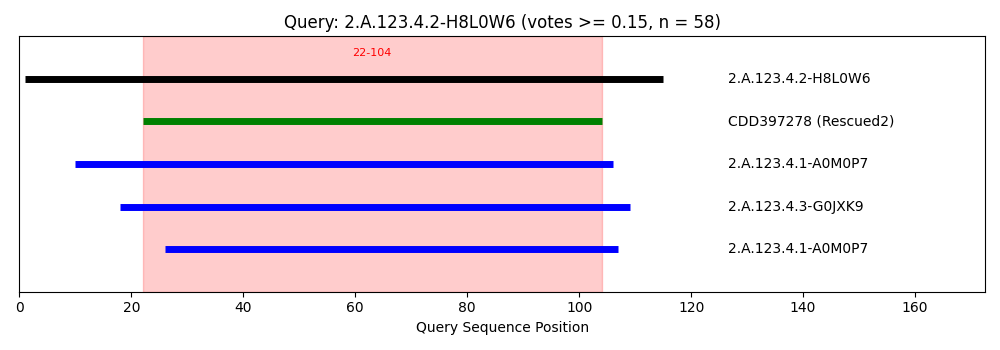 Query: 2.A.123.4.2-H8L0W6 (votes >= 0.15, n = 58)
22-104
2.A.123.4.2-H8L0W6
CDD397278 (Rescued2)
2.A.123.4.1-A0M0P7
2.A.123.4.3-G0JXK9
2.A.123.4.1-A0M0P7
0 20 40 60 80 100 120 140 160
Query Sequence Position